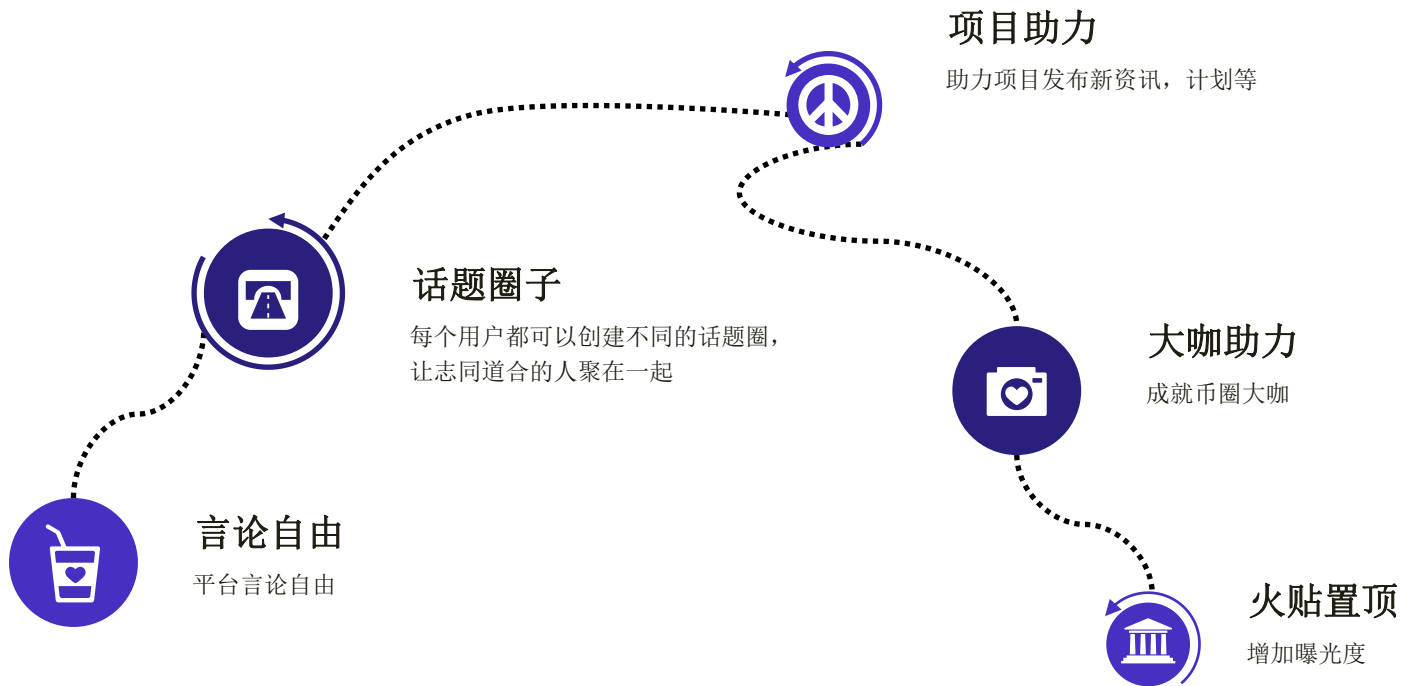 项目助力
助力项目发布新资讯，计划等
话题圈子
每个用户都可以创建不同的话题圈，
让志同道合的人聚在一起
大咖助力
成就币圈大咖
言论自由
平台言论自由
火贴置顶
增加曝光度